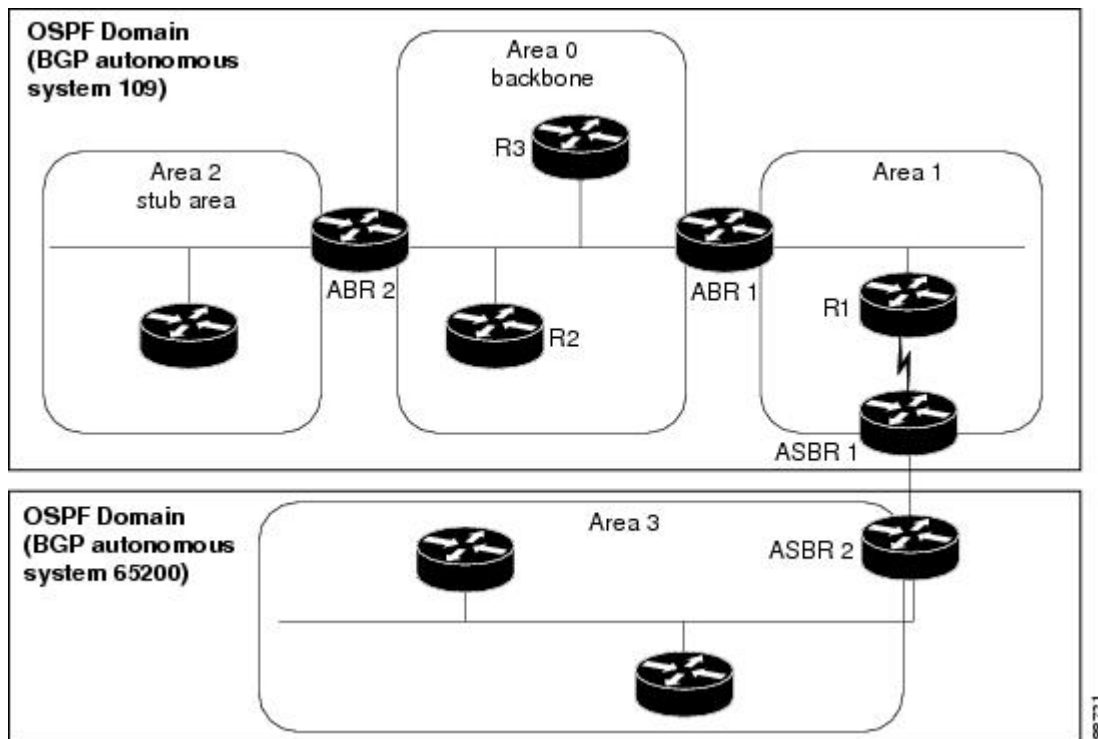 OSPF Domain
(BGP autonomous
system 109)
Area 0
backbone
R3
Area 2
stub area
Area 1
ABR 2
ABR 1
R1
R2
ASBR 1
OSPF Domain
(BGP autonomous
system 65200)
Area 3
ASBR 2